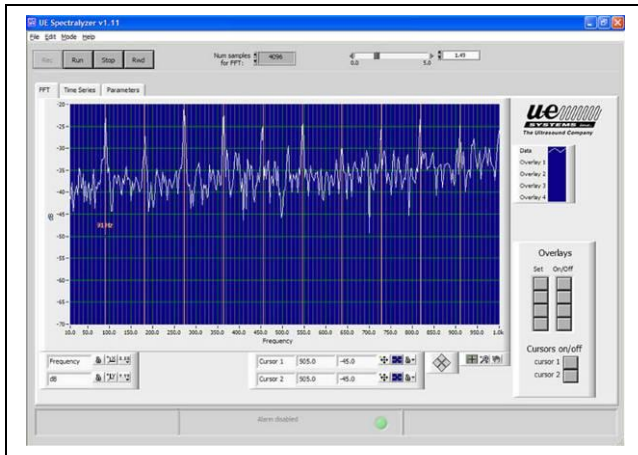 UE Spectralyzer v1.11
File Edit Mode Help
Rec Run Stop Rwd
Num samples for FFT: 4096
0.0 5.0 1.49
FFT Time Series Parameters
-20
-25
-30
-35
-40
-45
-50
-55
-60
-65
-70
dB
91 Hz
10.0 50.0 100.0 150.0 200.0 250.0 300.0 350.0 400.0 450.0 500.0 550.0 600.0 650.0 700.0 750.0 800.0 850.0 900.0 950.0 1.0k
Frequency
ue
SYSTEMS
The Ultrasound Company
Data
Overlay 1
Overlay 2
Overlay 3
Overlay 4
Overlays
Set On/Off
Cursors on/off
cursor 1
cursor 2
Frequency
dB
Cursor 1 505.0 -45.0
Cursor 2 505.0 -45.0
Alarm disabled